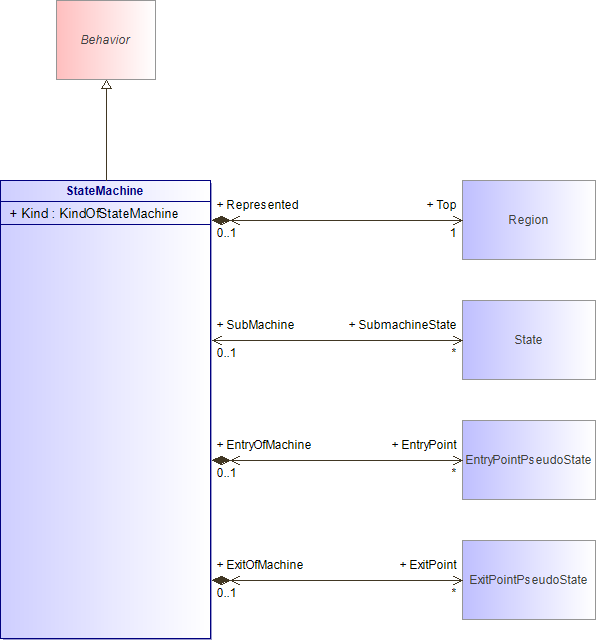 Behavior
StateMachine
+ Kind : KindOfStateMachine
+ Represented
+ Top
0..1
1
Region
+ SubMachine
+ SubmachineState
0..1
*
State
+ EntryOfMachine
+ EntryPoint
0..1
*
EntryPointPseudoState
+ ExitOfMachine
+ ExitPoint
0..1
*
ExitPointPseudoState